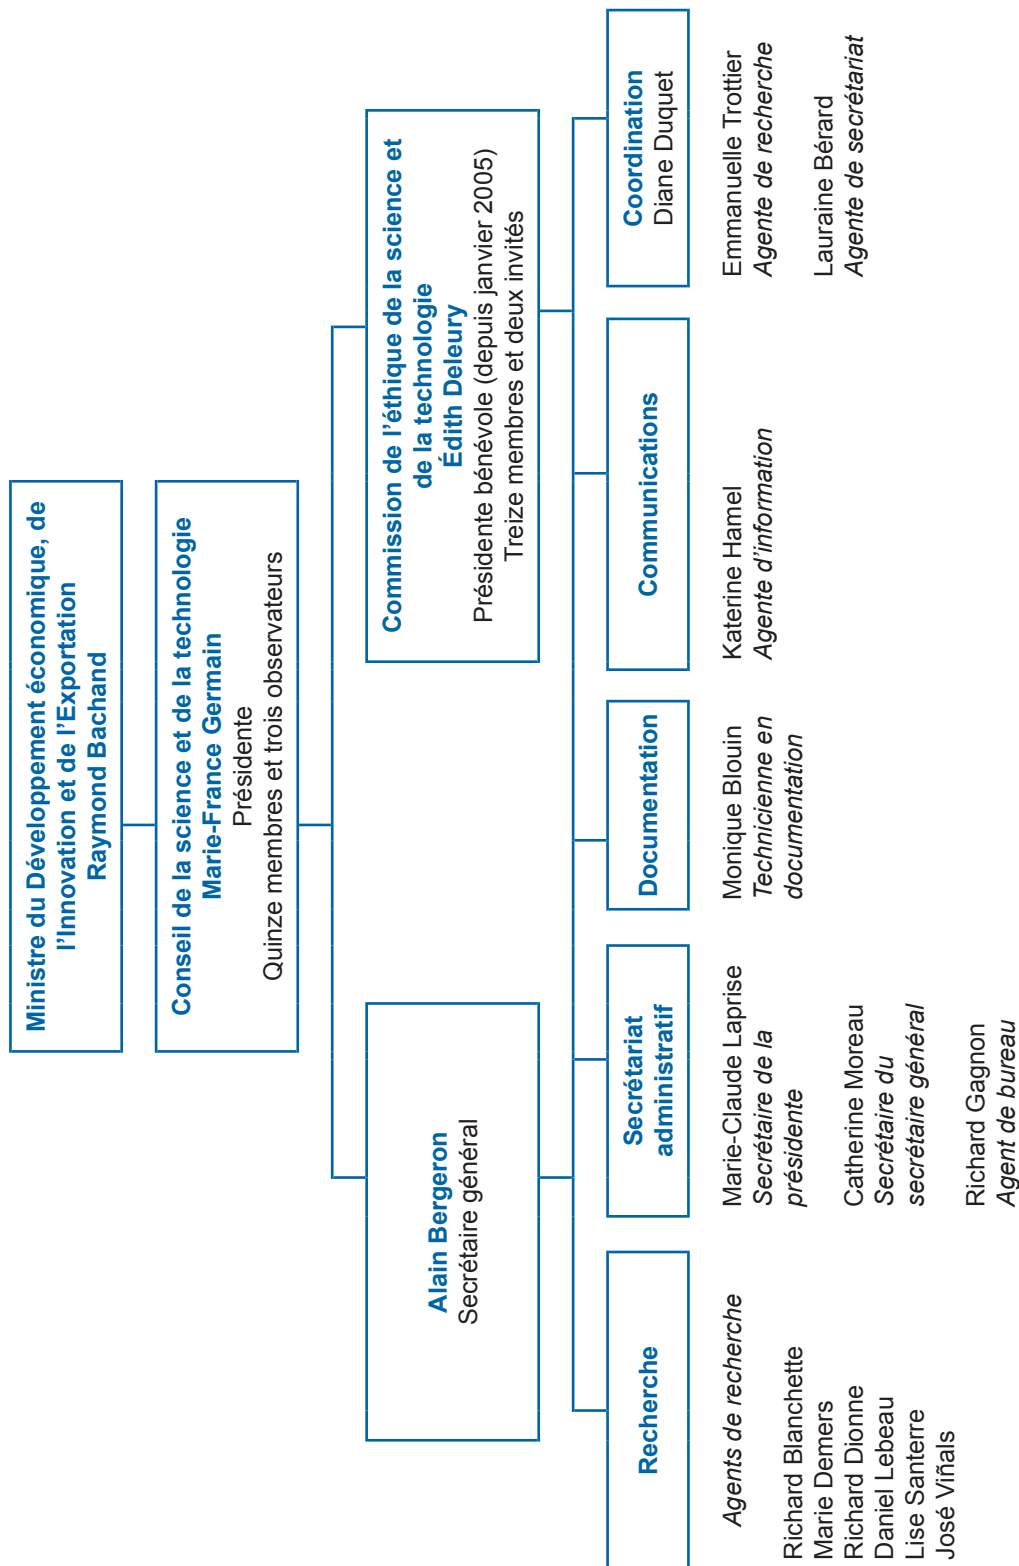 Ministre du Développement économique, de
l'Innovation et de l'Exportation
Raymond Bachand
Conseil de la science et de la technologie
Marie-France Germain
Présidente
Quinze membres et trois observateurs
Alain Bergeron
Secrétaire général
Commission de l'éthique de la science et
de la technologie
Édith Deleury
Présidente bénévole (depuis janvier 2005)
Treize membres et deux invités
Recherche
Agents de recherche
Richard Blanchette
Marie Demers
Richard Dionne
Daniel Lebeau
Lise Santerre
José Viñals
Secrétariat
administratif
Marie-Claude Laprise
Secrétaire de la
présidente
Catherine Moreau
Secrétaire du
secrétaire général
Richard Gagnon
Agent de bureau
Documentation
Monique Blouin
Technicienne en
documentation
Communications
Katerine Hamel
Agente d'information
Coordination
Diane Duquet
Emmanuelle Trottier
Agente de recherche
Lauraine Bérard
Agente de secrétariat